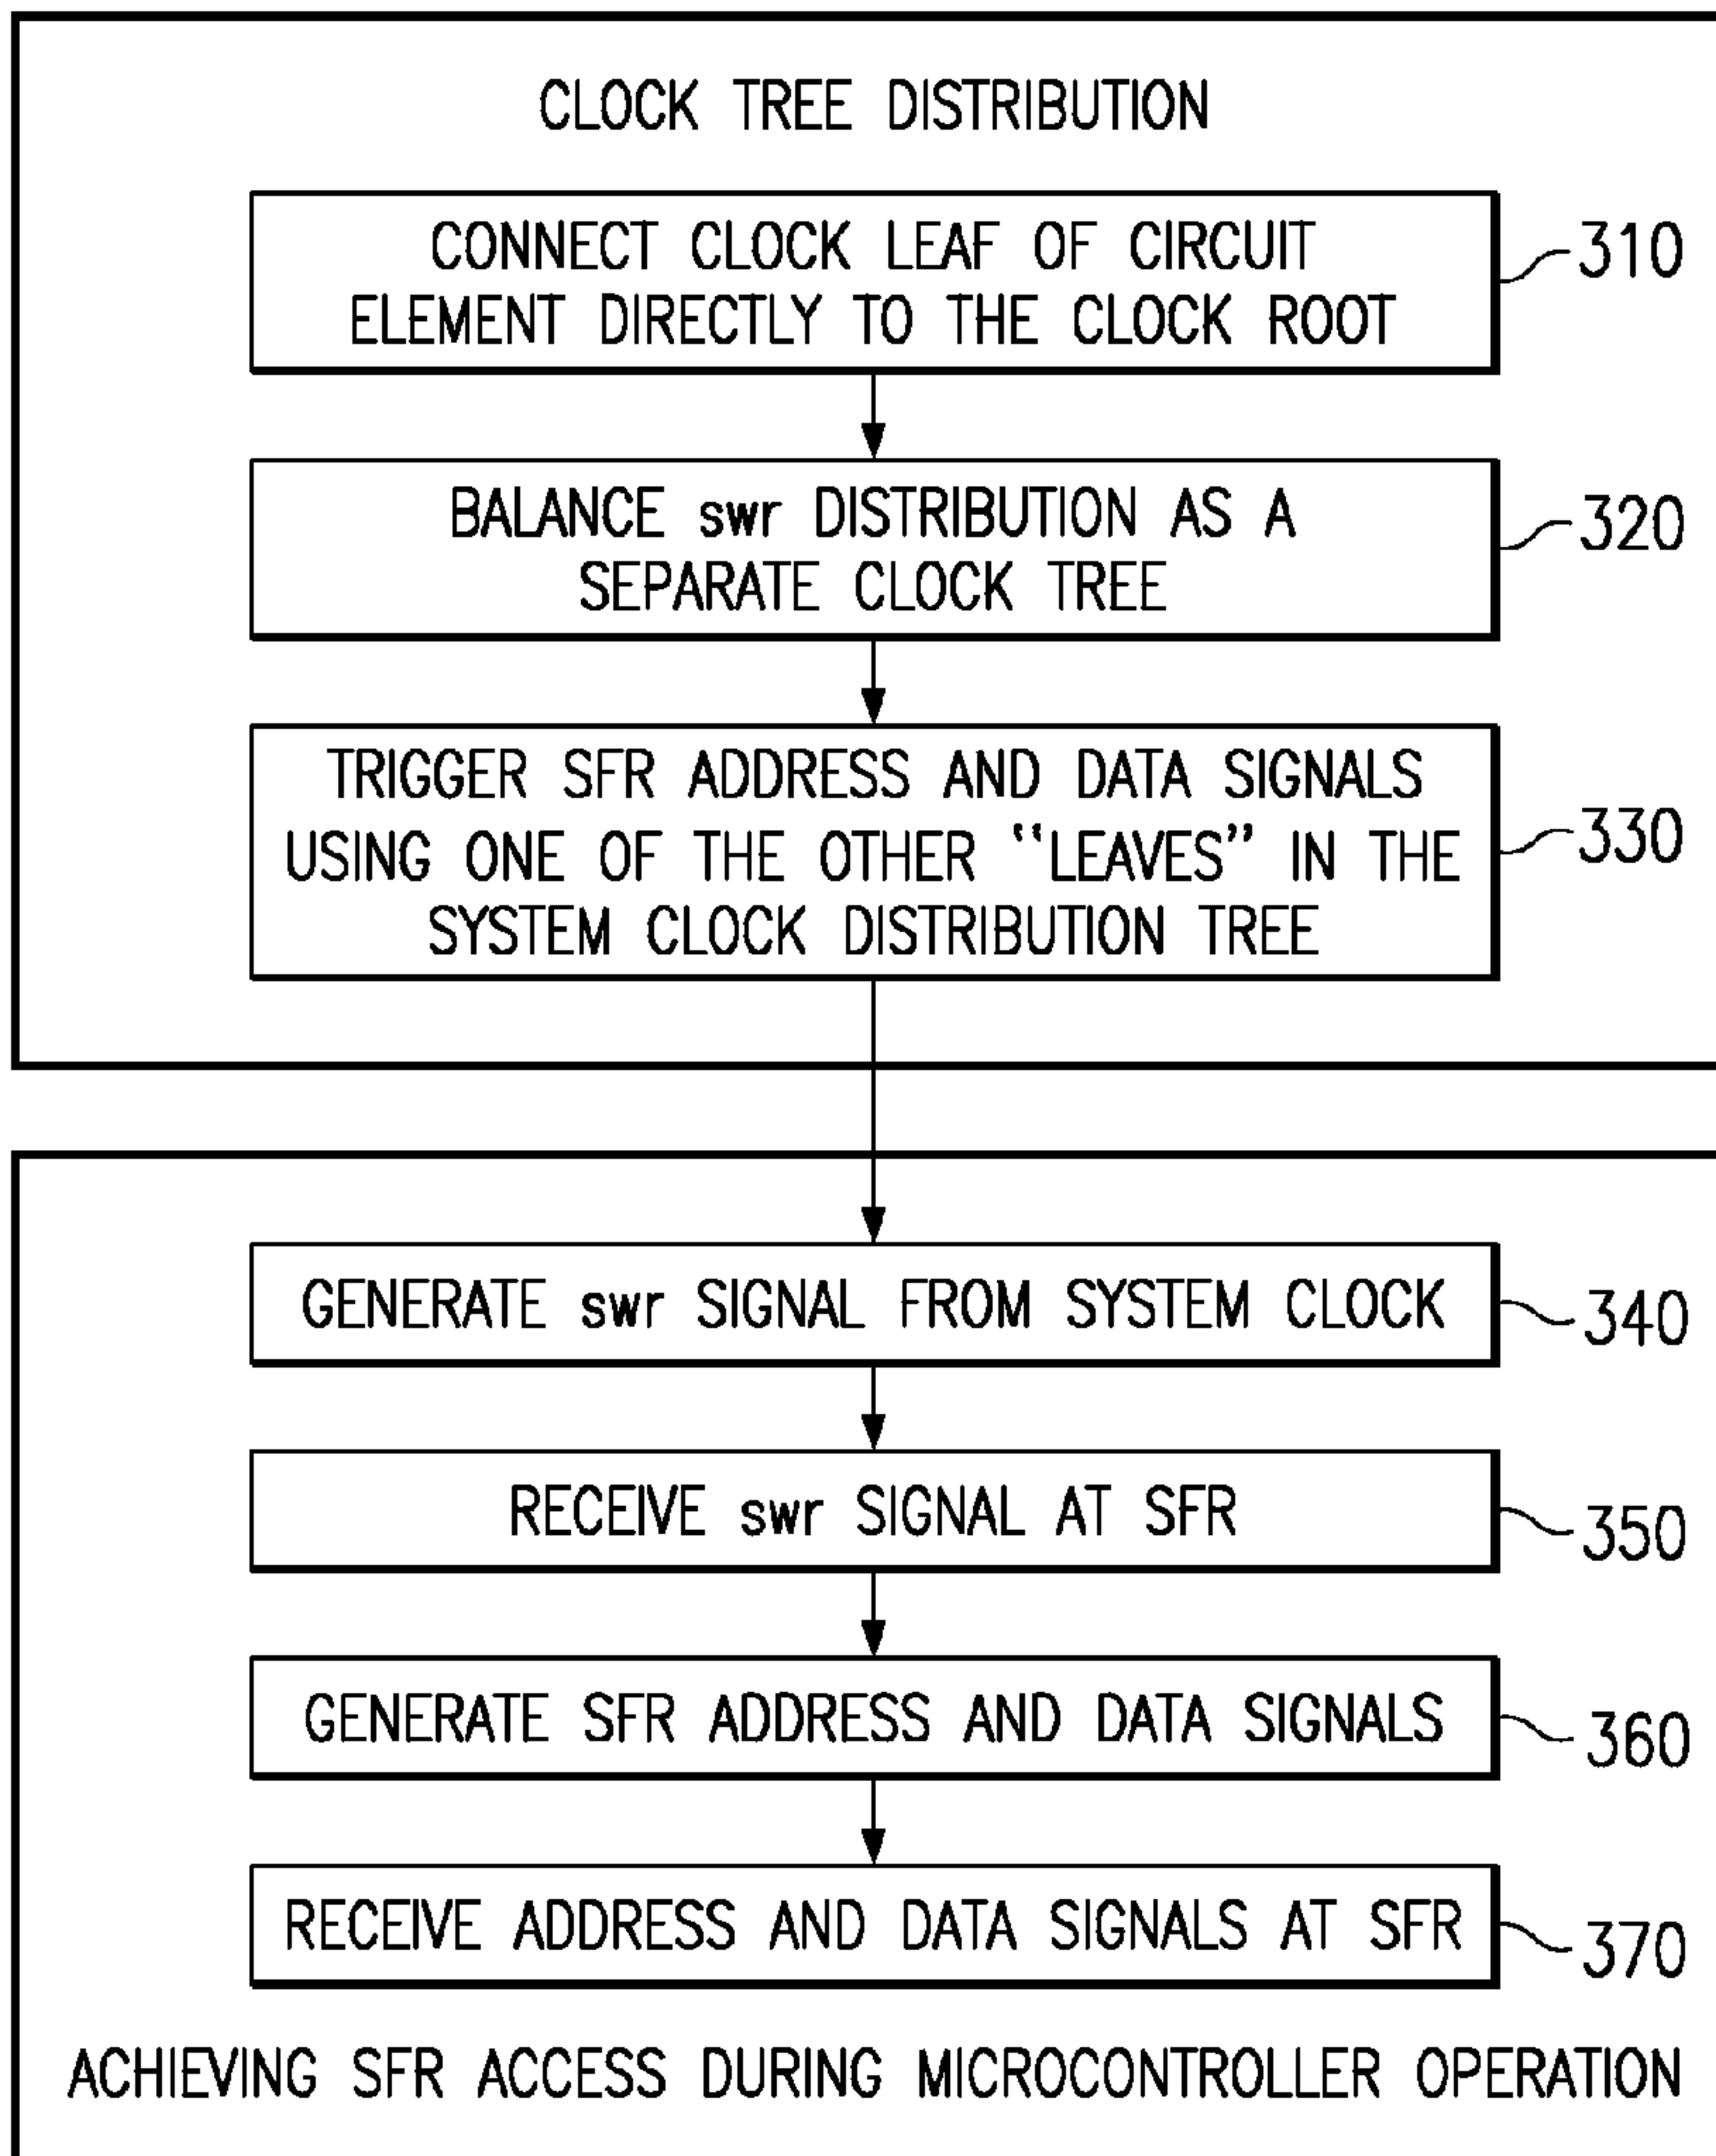 CLOCK TREE DISTRIBUTION
CONNECT CLOCK LEAF OF CIRCUIT
ELEMENT DIRECTLY TO THE CLOCK ROOT
310
BALANCE swr DISTRIBUTION AS A
SEPARATE CLOCK TREE
320
TRIGGER SFR ADDRESS AND DATA SIGNALS
USING ONE OF THE OTHER “LEAVES” IN THE
SYSTEM CLOCK DISTRIBUTION TREE
330
GENERATE swr SIGNAL FROM SYSTEM CLOCK
340
RECEIVE swr SIGNAL AT SFR
350
GENERATE SFR ADDRESS AND DATA SIGNALS
360
RECEIVE ADDRESS AND DATA SIGNALS AT SFR
370
ACHIEVING SFR ACCESS DURING MICROCONTROLLER OPERATION